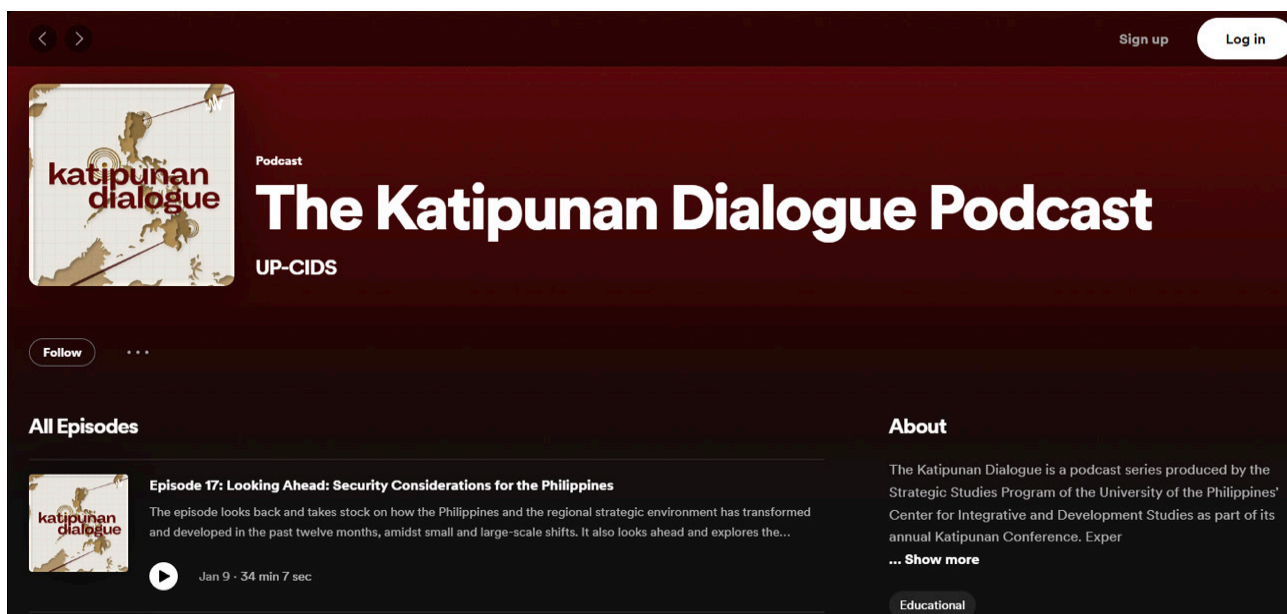 Sign up
Log in
katipunan
dialogue
Podcast
The Katipunan Dialogue Podcast
UP-CIDS
Follow
All Episodes
Episode 17: Looking Ahead: Security Considerations for the Philippines
The episode looks back and takes stock on how the Philippines and the regional strategic environment has transformed
and developed in the past twelve months, amidst small and large-scale shifts. It also looks ahead and explores the...
katipunan
dialogue
Jan 9 · 34 min 7 sec
About
The Katipunan Dialogue is a podcast series produced by the
Strategic Studies Program of the University of the Philippines'
Center for Integrative and Development Studies as part of its
annual Katipunan Conference. Exper
... Show more
Educational